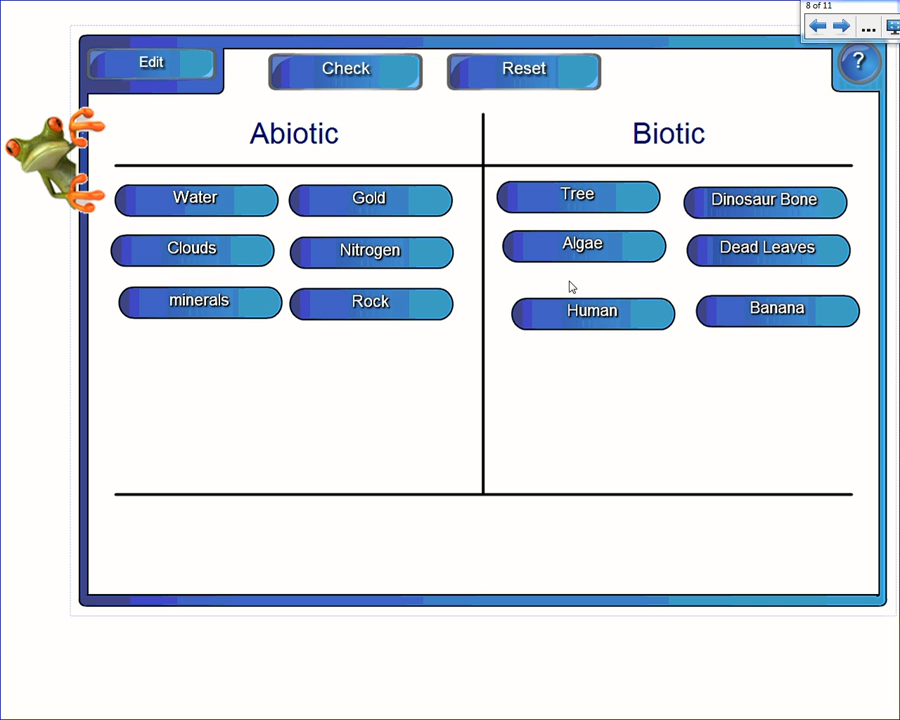 8 of 11
...
Edit
Check
Reset
?
Abiotic
Biotic
Water
Gold
Clouds
Nitrogen
minerals
Rock
Tree
Dinosaur Bone
Algae
Dead Leaves
Human
Banana